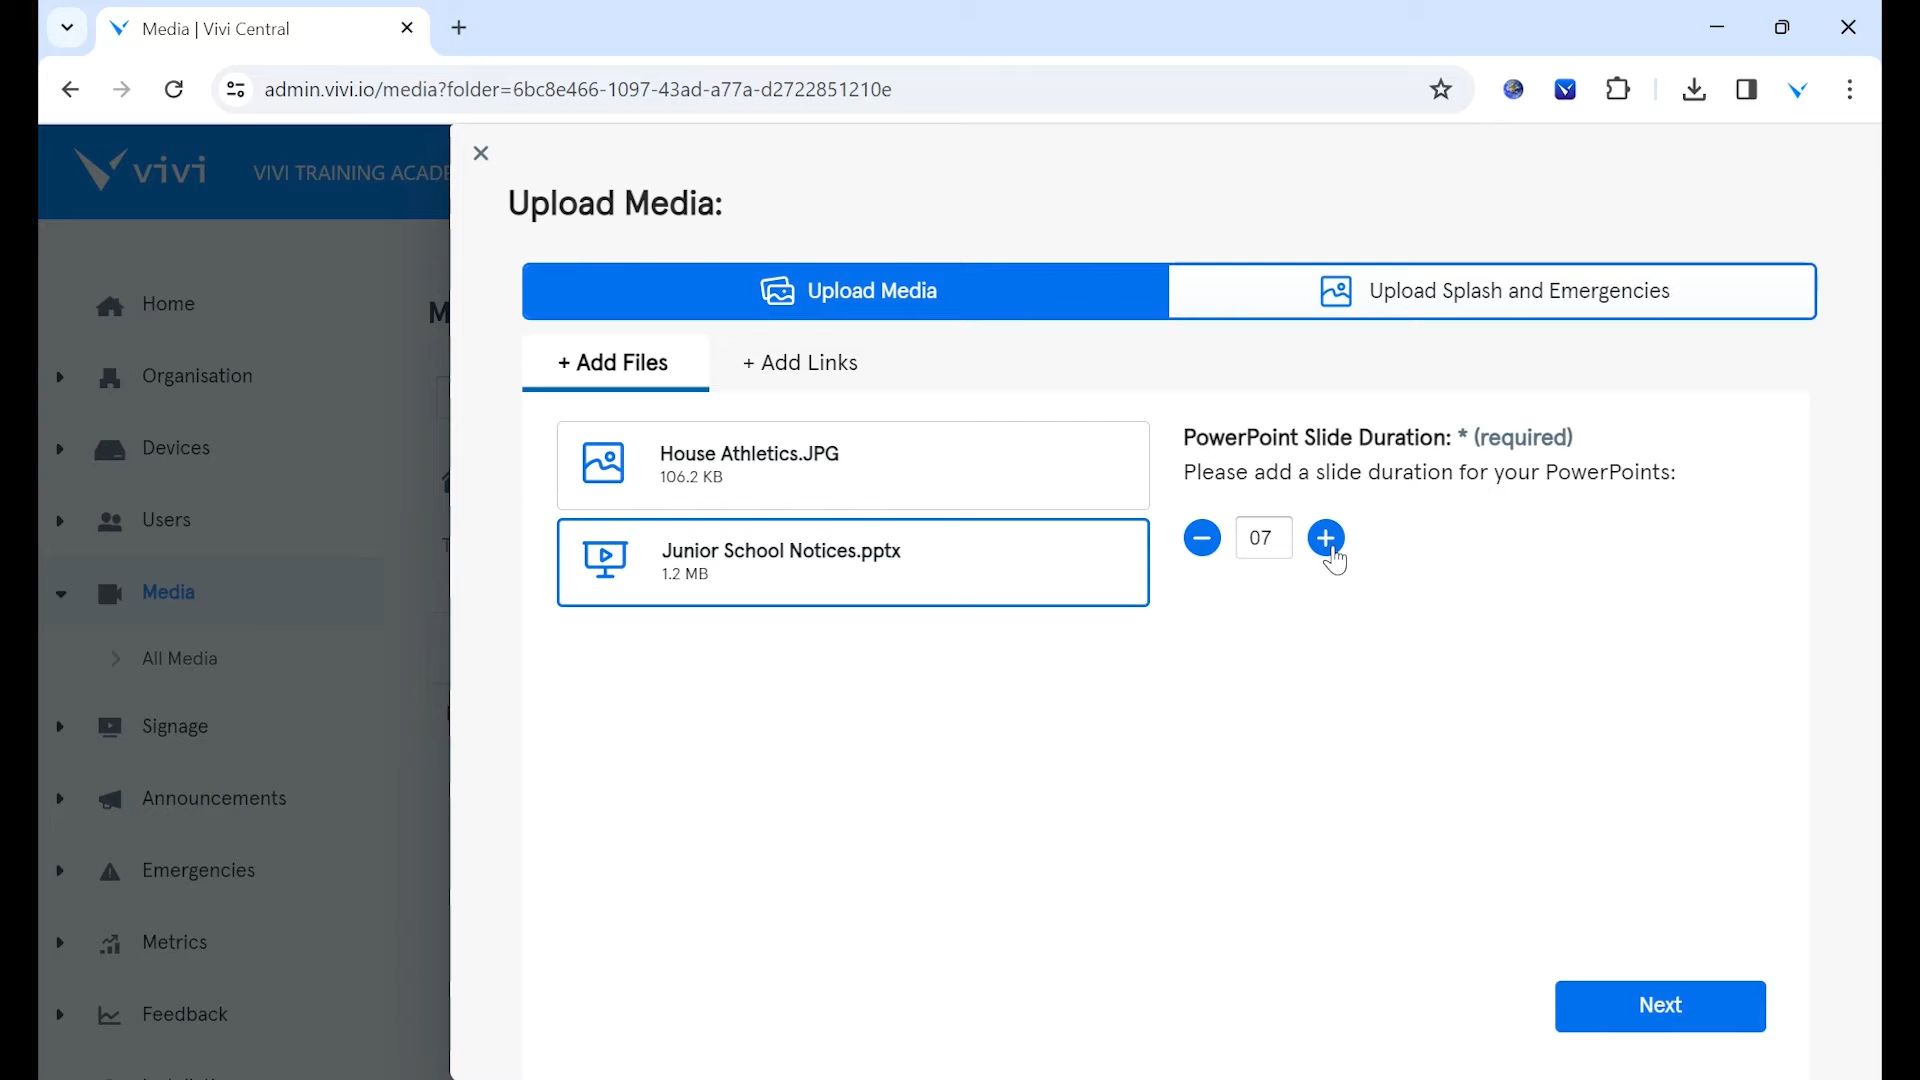 Media | Vivi Central
admin.vivi.io/media?folder=6bc8e466-1097-43ad-a77a-d2722851210e
vivi
VIVI TRAINING ACADE
Upload Media:
Upload Media
Upload Splash and Emergencies
+ Add Files
+ Add Links
House Athletics.JPG
106.2 KB
Junior School Notices.pptx
1.2 MB
PowerPoint Slide Duration: * (required)
Please add a slide duration for your PowerPoints:
07
Next
Home
Organisation
Devices
Users
Media
All Media
Signage
Announcements
Emergencies
Metrics
Feedback